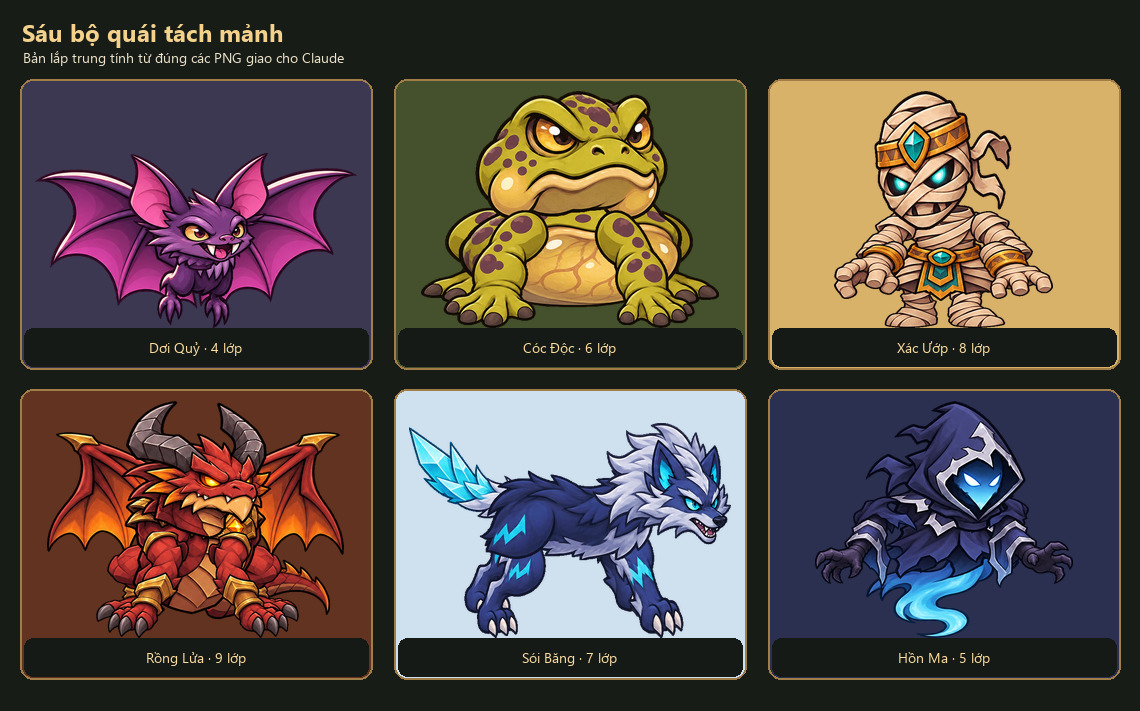 Sáu bộ quái tách mảnh
Bản lắp trung tính từ đúng các PNG giao cho Claude
Dơi Quỷ · 4 lớp
Cóc Độc · 6 lớp
Xác Ướp · 8 lớp
Rồng Lửa · 9 lớp
Sói Băng · 7 lớp
Hồn Ma · 5 lớp